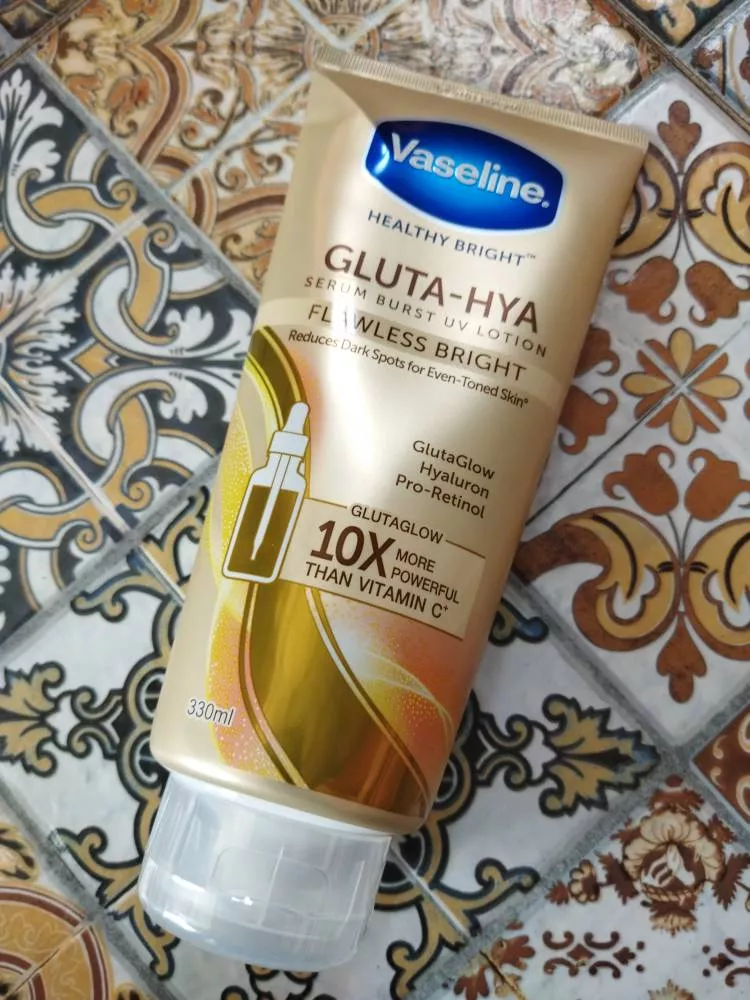 Vaseline.
HEALTHY BRIGHT™
GLUTA-HYA
SERUM BURST UV LOTION
FLAWLESS BRIGHT
Reduces Dark Spots for Even-Toned Skin*
GlutaGlow
Hyaluron
Pro-Retinol
GLUTAGLOW
10X MORE POWERFUL
THAN VITAMIN C+
330ml